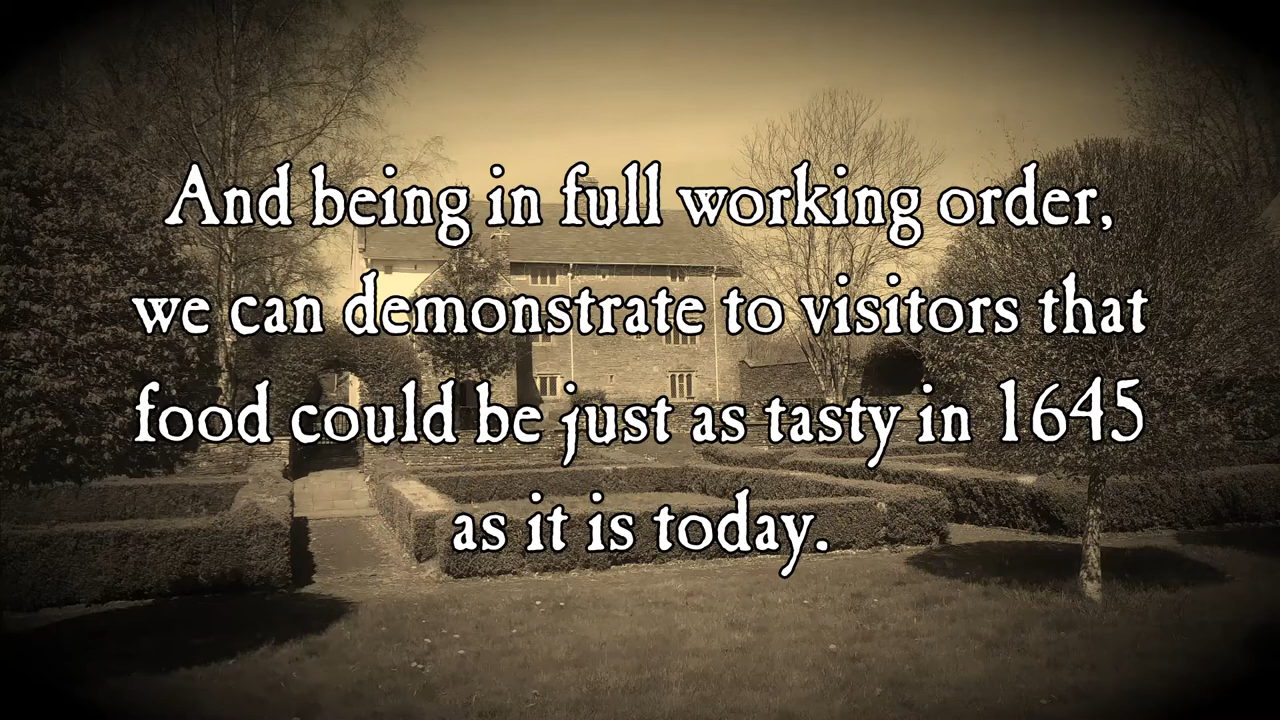 And being in full working order,
we can demonstrate to visitors that
food could be just as tasty in 1645
as it is today.